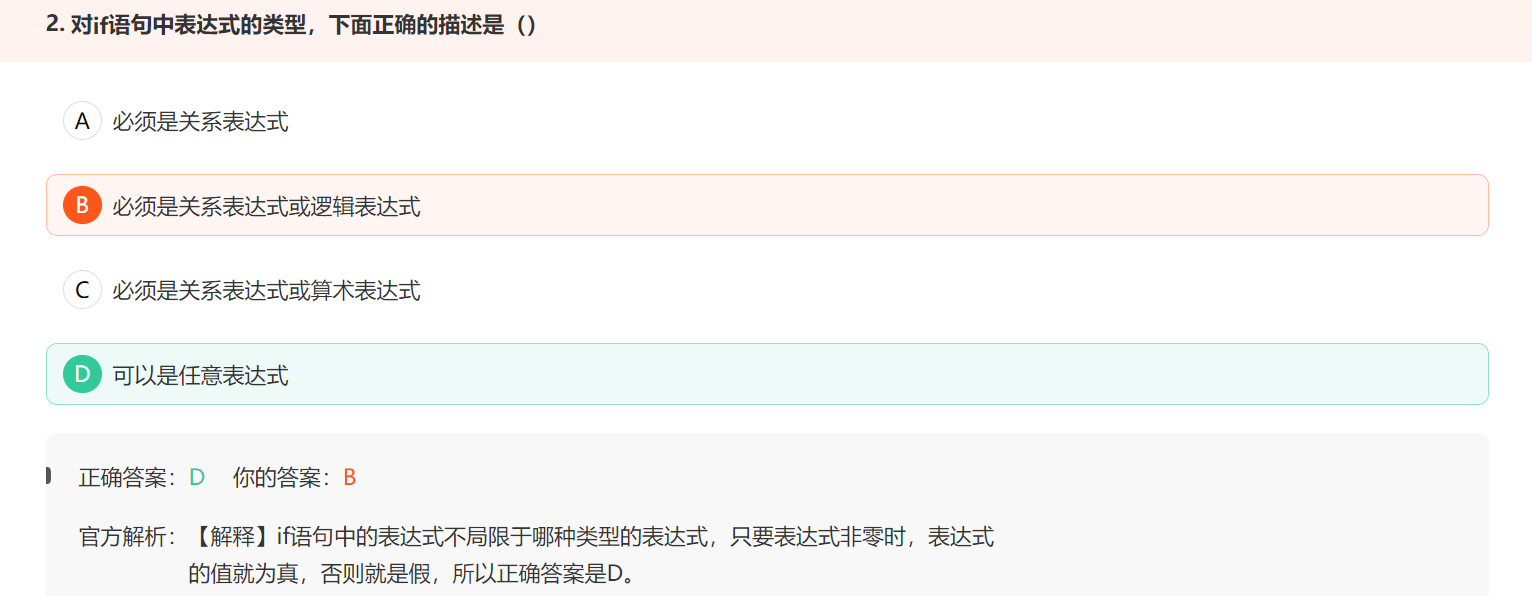 2. 对if语句中表达式的类型，下面正确的描述是（）
A 必须是关系表达式
B 必须是关系表达式或逻辑表达式
C 必须是关系表达式或算术表达式
D 可以是任意表达式
正确答案：D 你的答案：B
官方解析：【解释】if语句中的表达式不局限于哪种类型的表达式，只要表达式非零时，表达式
的值就为真，否则就是假，所以正确答案是D。